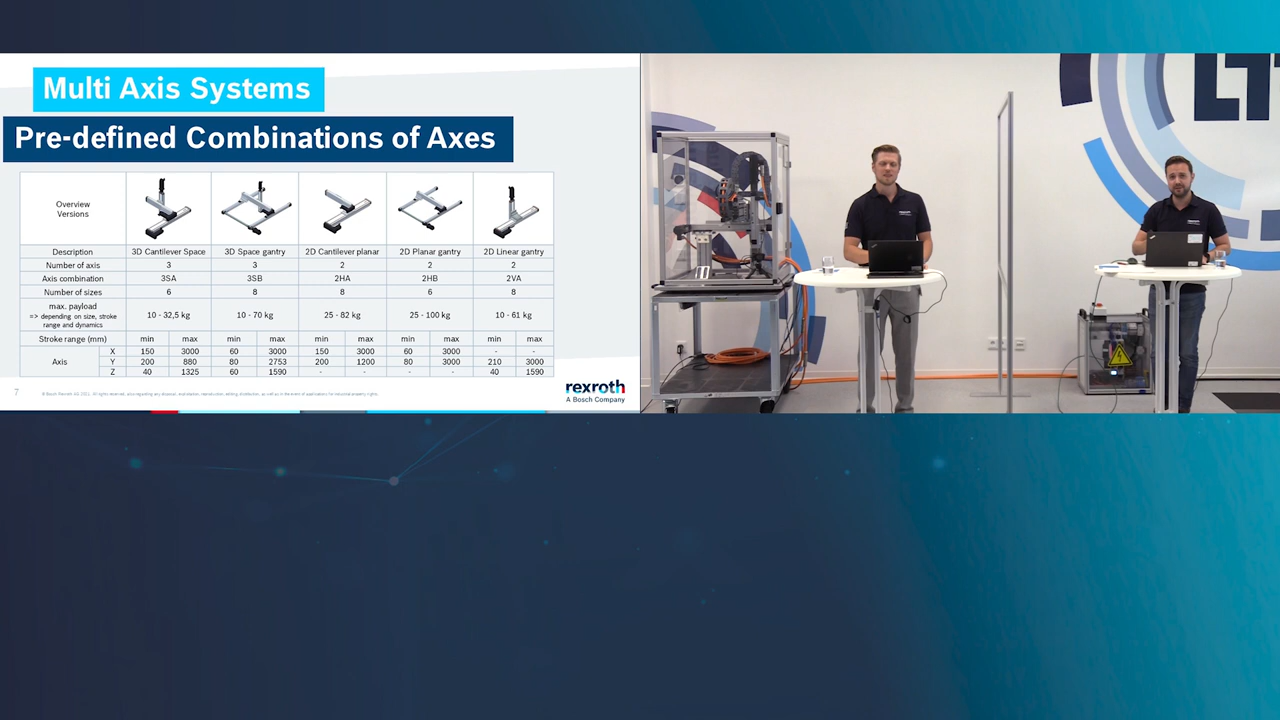 Multi Axis Systems
Pre-defined Combinations of Axes
Overview
Versions
Description 3D Cantilever Space 3D Space gantry 2D Cantilever planar 2D Planar gantry 2D Linear gantry
Number of axis 3 3 2 2 2
Axis combination 3SA 3SB 2HA 2HB 2VA
Number of sizes 6 8 8 6 8
max. payload
=> depending on size, stroke
range and dynamics
10 - 32,5 kg 10 - 70 kg 25 - 82 kg 25 - 100 kg 10 - 61 kg
Stroke range (mm) min max min max min max min max min max
Axis
X 150 3000 60 3000 150 3000 60 3000 - -
Y 200 880 80 2753 200 1200 80 3000 210 3000
Z 40 1325 60 1590 - - - - 40 1590
7
rexroth
A Bosch Company
LT